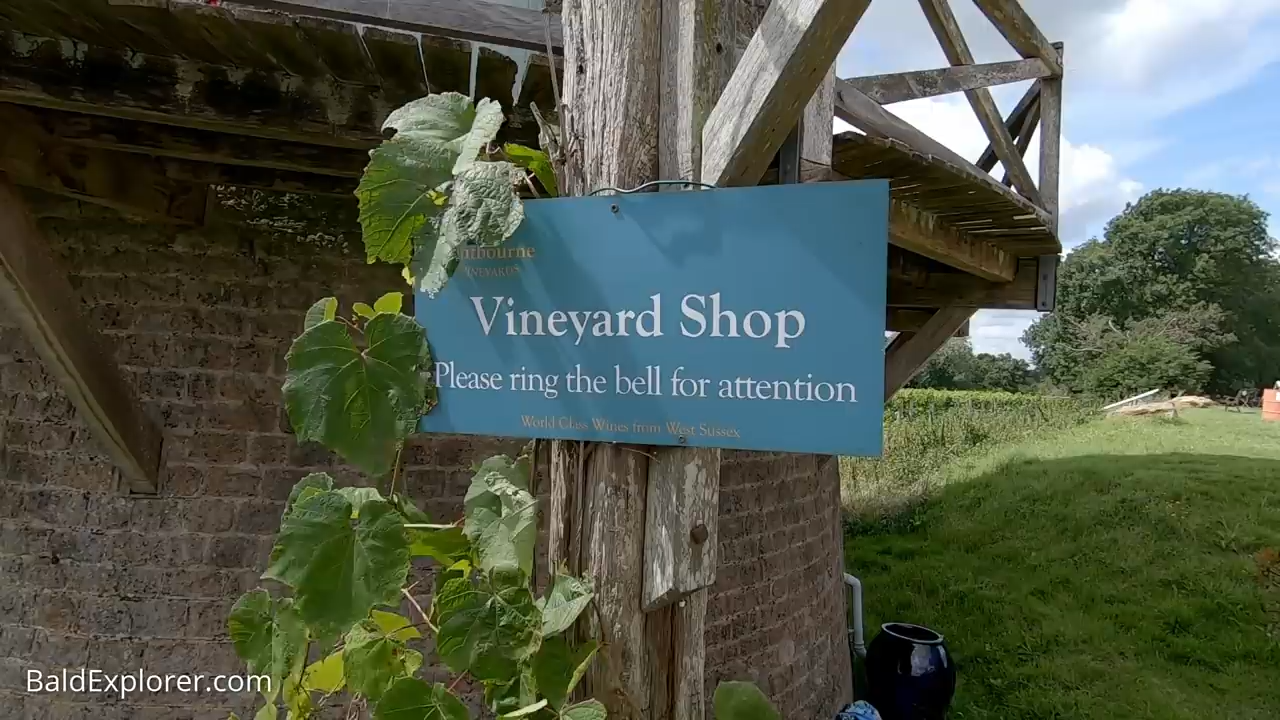 Vineyard Shop
Please ring the bell for attention
World Class Wines from West Sussex
BaldExplorer.com